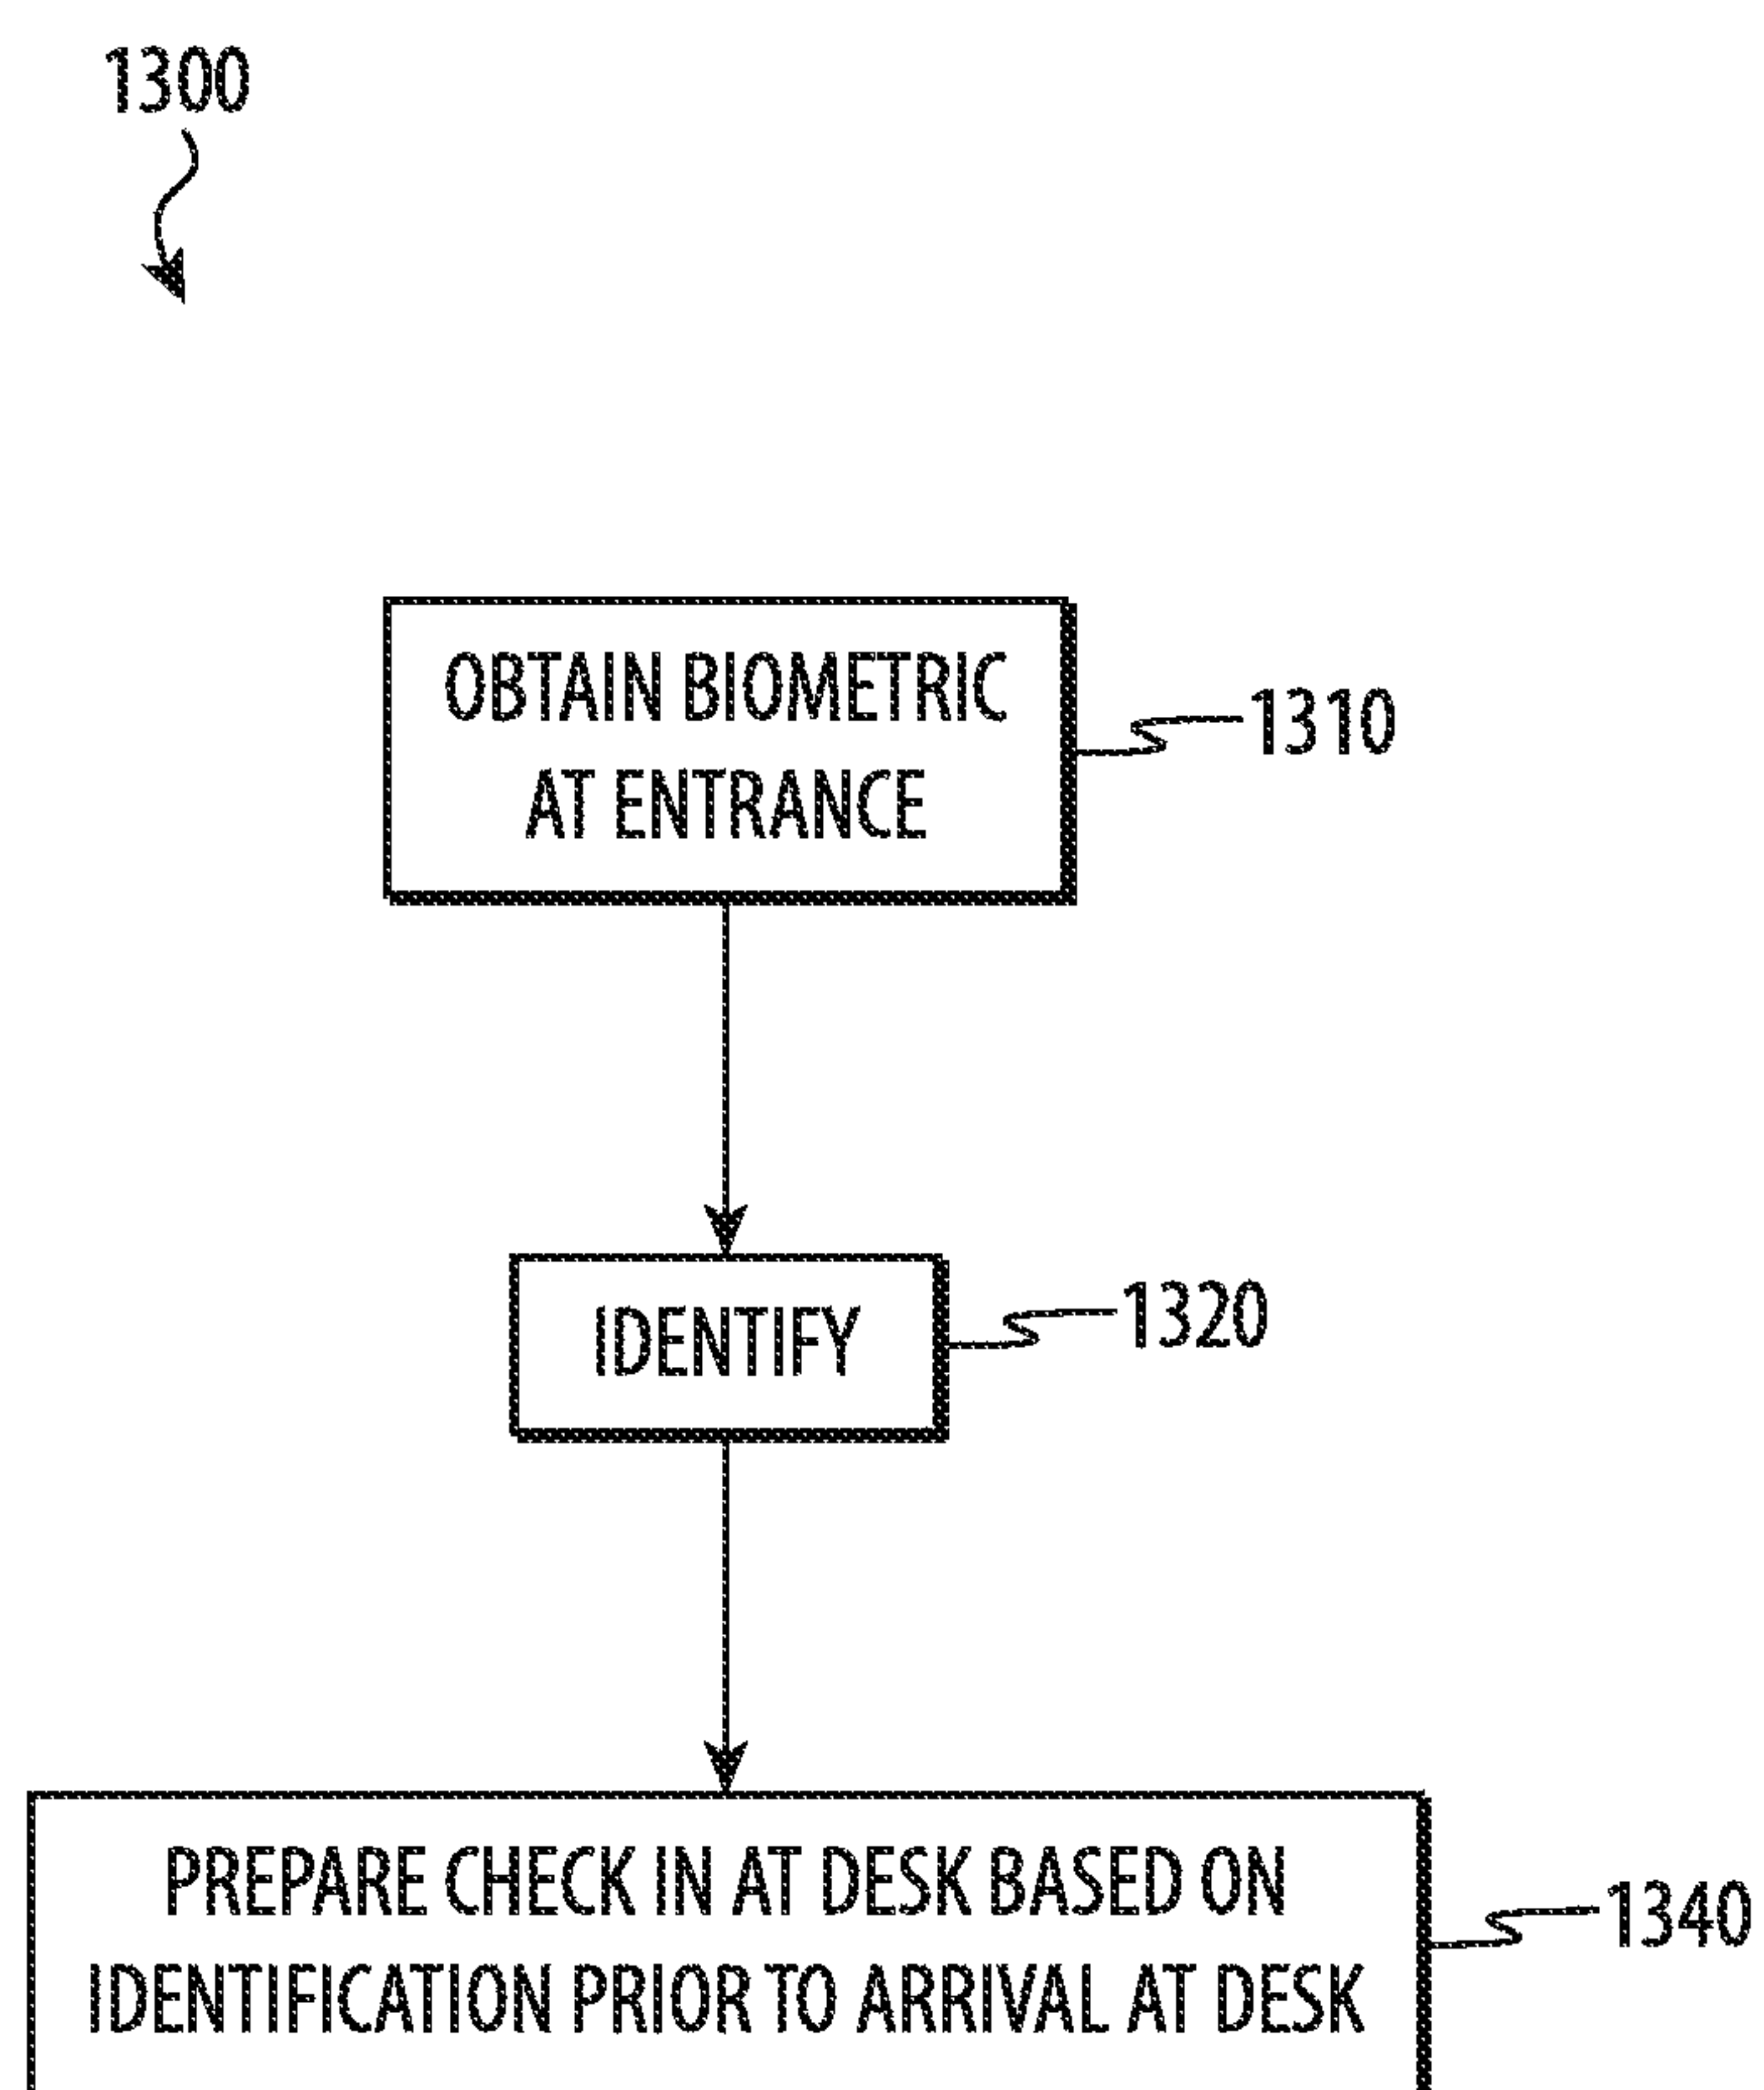 1300
OBTAIN BIOMETRIC
AT ENTRANCE
1310
IDENTIFY
1320
PREPARE CHECK IN AT DESK BASED ON
IDENTIFICATION PRIOR TO ARRIVAL AT DESK
1340